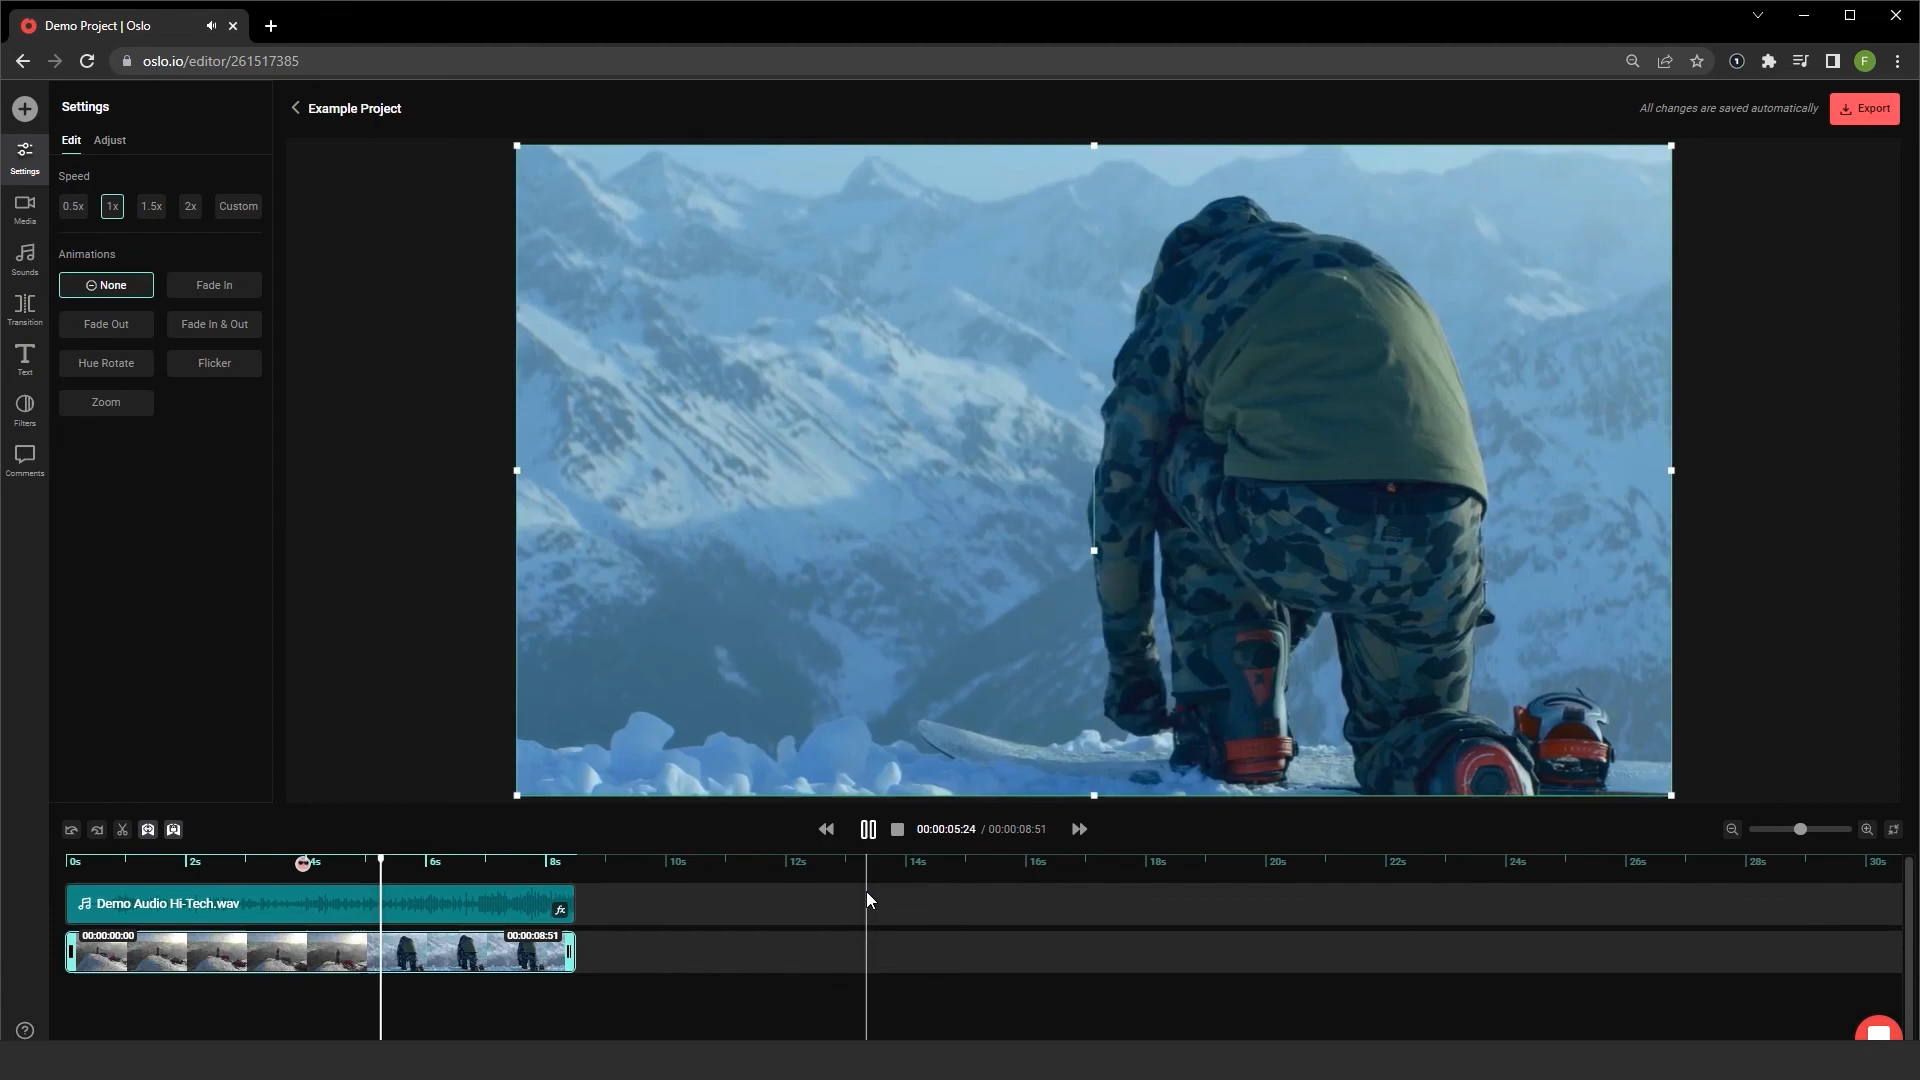 Demo Project | Oslo
oslo.io/editor/261517385
F
Settings
Example Project
All changes are saved automatically
Export
Edit Adjust
Settings
Speed
0.5x 1x 1.5x 2x Custom
Media
Animations
Sounds
None Fade In
Transition
Fade Out Fade In & Out
Text
Hue Rotate Flicker
Zoom
Filters
Comments
00:00:05:24 / 00:00:08:51
0s 2s 4s 6s 8s 10s 12s 14s 16s 18s 20s 22s 24s 26s 28s 30s
Demo Audio Hi-Tech.wav
fx
00:00:00:00 00:00:08:51